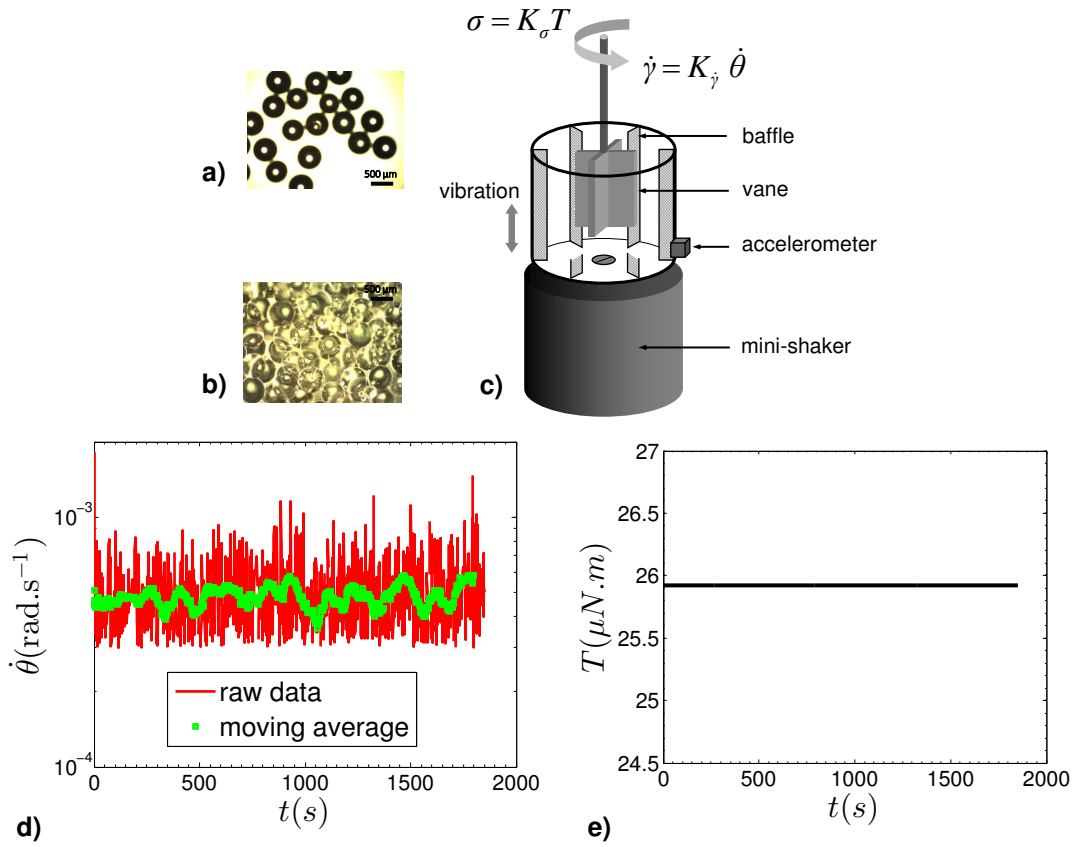 σ = K_σ T
γ̇ = K_γ̇ θ̇
a)
500 µm
baffle
vane
vibration
accelerometer
b)
500 µm
mini-shaker
c)
10⁻³
10⁻⁴
θ̇(rad.s⁻¹)
raw data
moving average
0 500 1000 1500 2000
t(s)
d)
27
26.5
26
25.5
25
24.5
T(µN.m)
0 500 1000 1500 2000
t(s)
e)